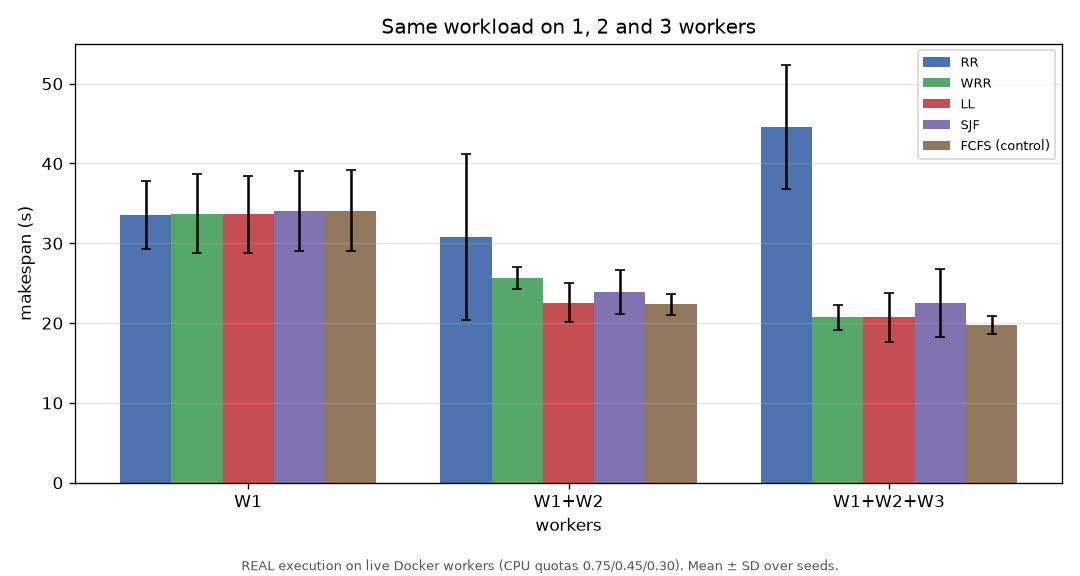 Same workload on 1, 2 and 3 workers
makespan (s)
50
40
30
20
10
0
RR
WRR
LL
SJF
FCFS (control)
W1
W1+W2
W1+W2+W3
workers
REAL execution on live Docker workers (CPU quotas 0.75/0.45/0.30). Mean ± SD over seeds.